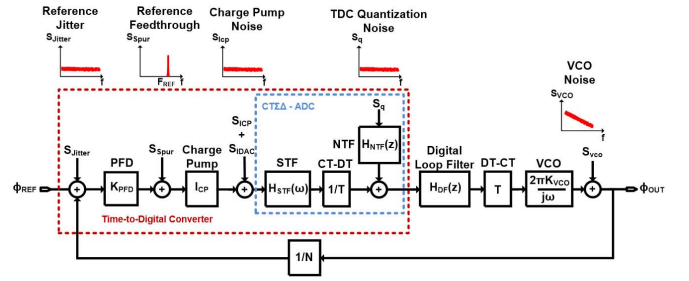 Reference
Jitter
S_Jitter
f
Reference
Feedthrough
S_Spur
F_REF
f
Charge Pump
Noise
S_Icp
f
TDC Quantization
Noise
S_q
f
VCO
Noise
S_VCO
f
CTΣΔ - ADC
S_Jitter
PFD
S_Spur
Charge
Pump
S_ICP
+
S_IDAC
STF
CT-DT
NTF
S_q
H_NTF(z)
Digital
Loop Filter
DT-CT
VCO
S_vco
ϕ_REF
+
K_PFD
+
I_CP
+
H_STF(ω)
1/T
+
H_DF(z)
T
2πK_VCO
jω
+
ϕ_OUT
Time-to-Digital Converter
1/N